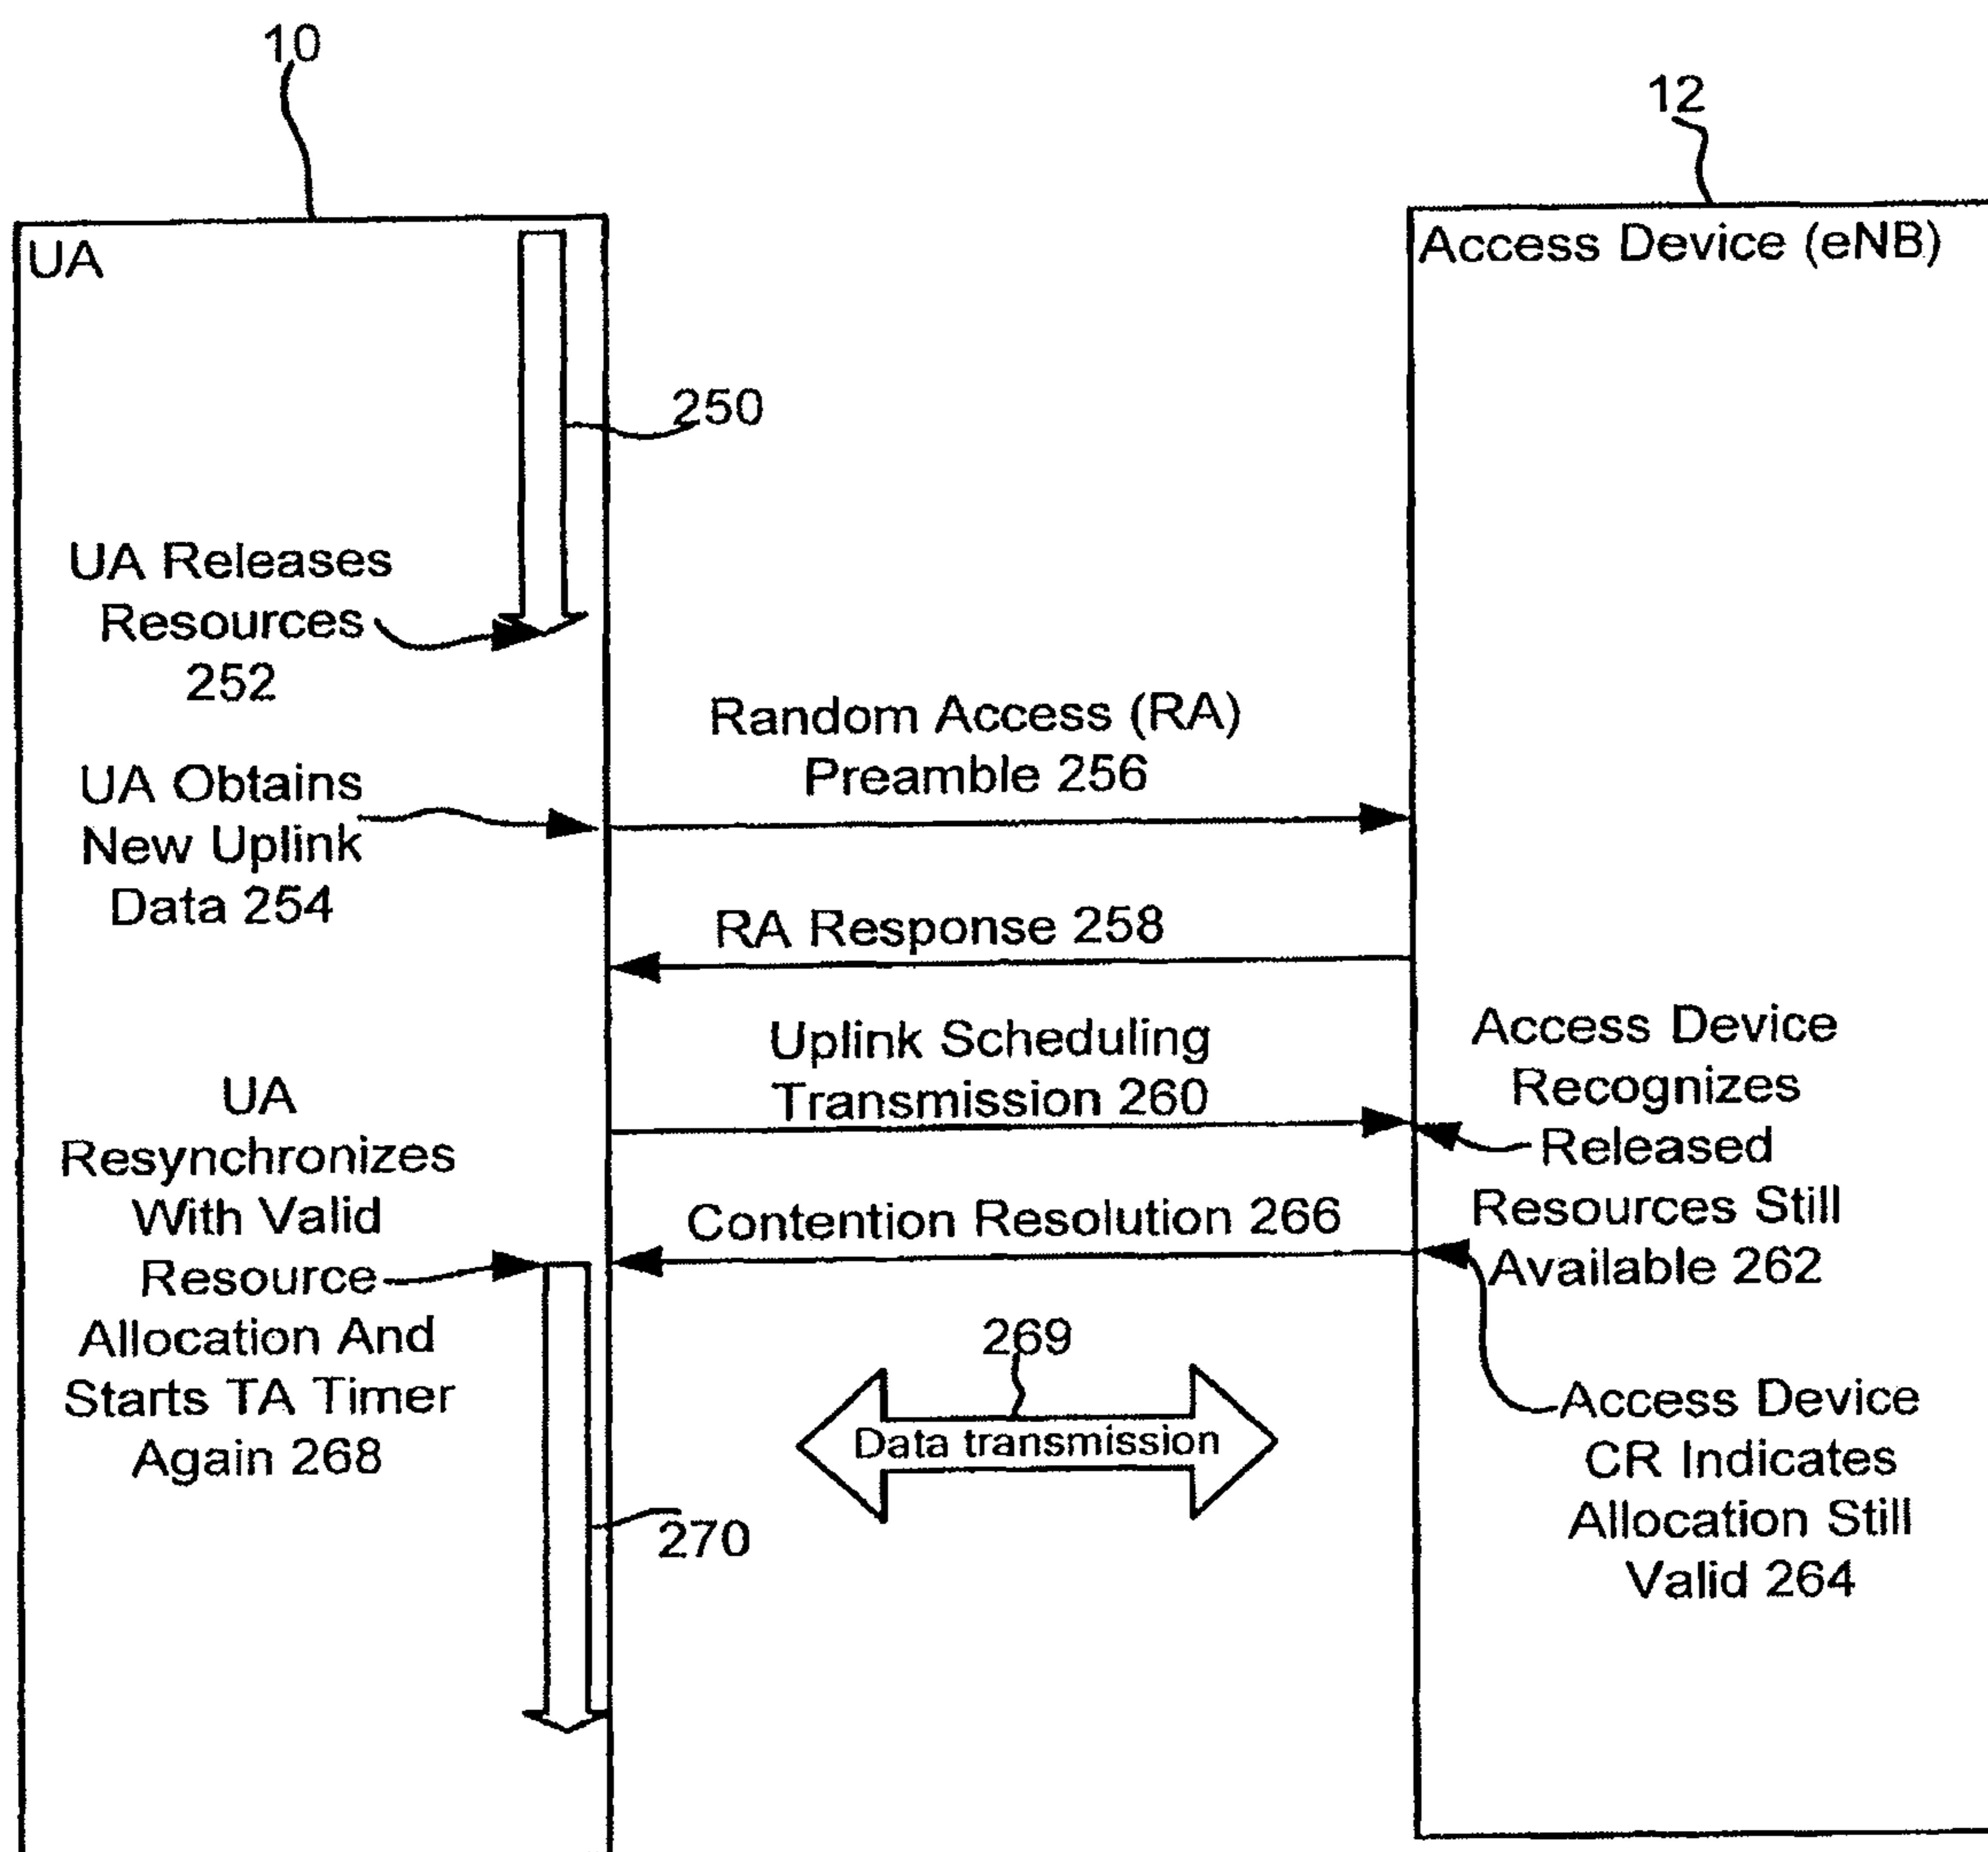 10
12
UA
Access Device (eNB)
250
UA Releases
Resources
252
Random Access (RA)
Preamble 256
UA Obtains
New Uplink
Data 254
RA Response 258
Uplink Scheduling
Transmission 260
Access Device
Recognizes
Released
Resources Still
Available 262
UA
Resynchronizes
With Valid
Resource
Allocation And
Starts TA Timer
Again 268
Contention Resolution 266
269
Data transmission
Access Device
CR Indicates
Allocation Still
Valid 264
270